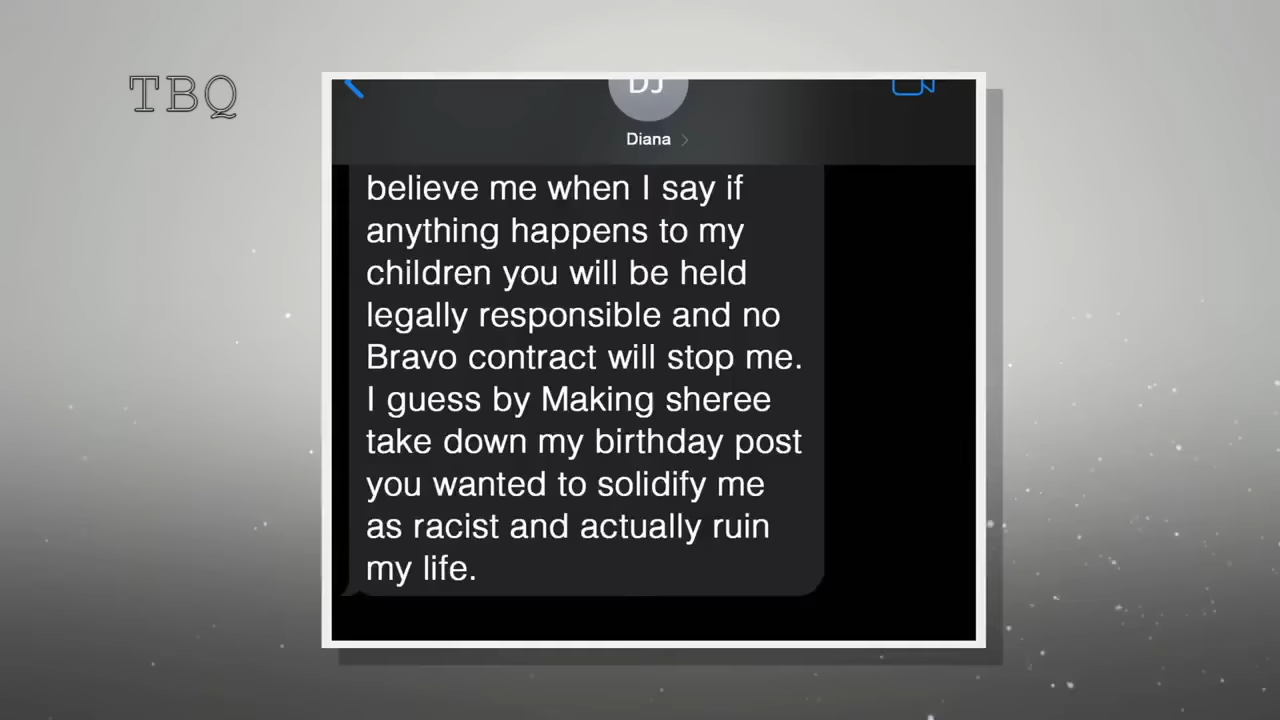 TBQ
DJ
Diana
believe me when I say if
anything happens to my
children you will be held
legally responsible and no
Bravo contract will stop me.
I guess by Making sheree
take down my birthday post
you wanted to solidify me
as racist and actually ruin
my life.